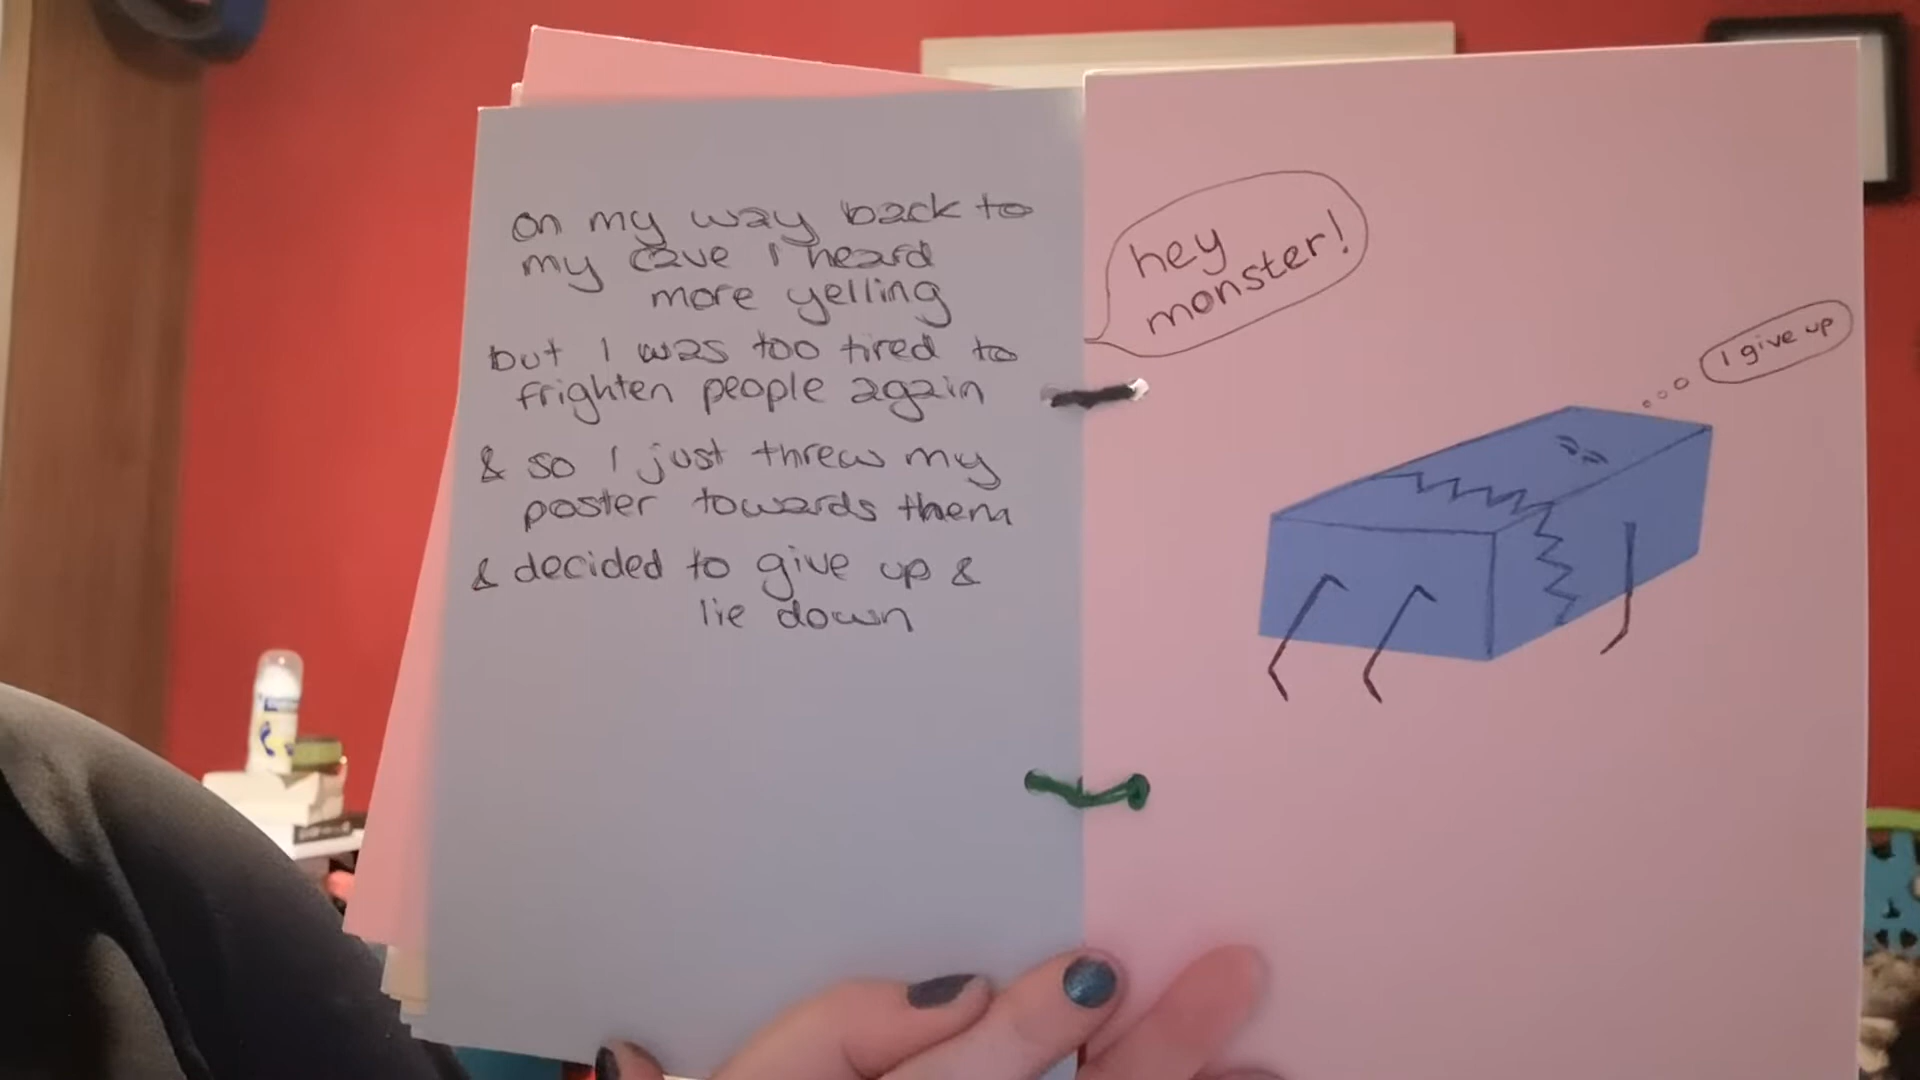 on my way back to
my cave I heard
more yelling
but I was too tired to
frighten people again
& so I just threw my
poster towards them
& decided to give up &
lie down
hey
monster!
I give up